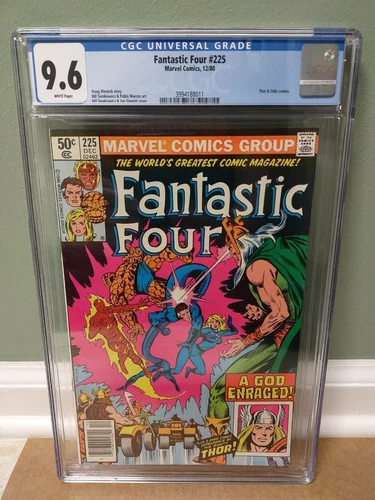 CGC UNIVERSAL GRADE
9.6
WHITE Pages
Fantastic Four #225
Marvel Comics, 12/80
Doug Moench story
Bill Sienkiewicz & Pablo Marcos art
Bill Sienkiewicz & Joe Sinnott cover
Thor & Odin cameo.
3994188011
50¢
CC
225
DEC
02462
MARVEL COMICS GROUP
THE WORLD'S GREATEST COMIC MAGAZINE!
Fantastic
Four
A GOD
ENRAGED!
THOR!